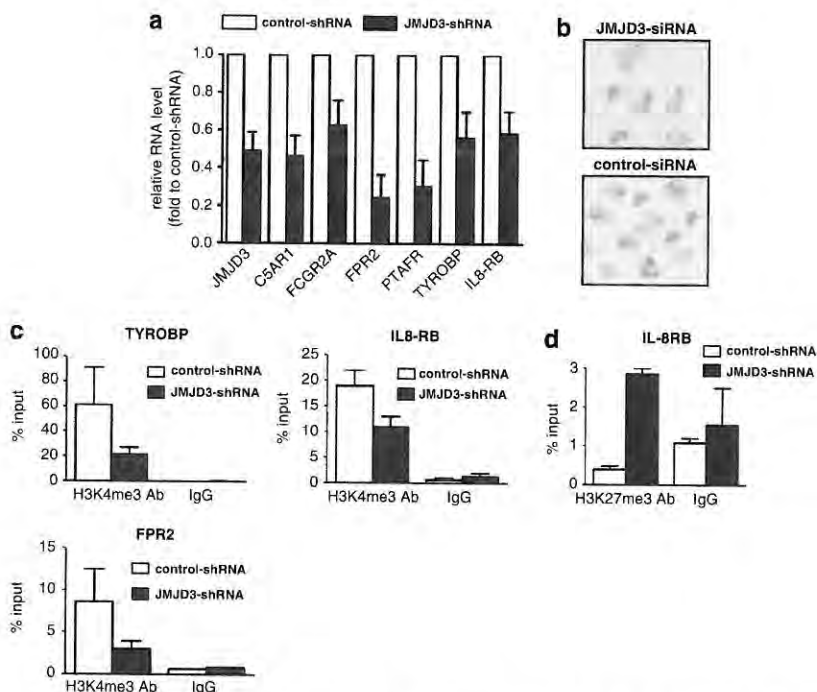 a
control-shRNA JMJD3-shRNA
relative RNA level
(fold to control-shRNA)
1.0
0.8
0.6
0.4
0.2
0.0
JMJD3 C5AR1 FCGR2A FPR2 PTAFR TYROBP IL8-RB
b
JMJD3-siRNA
control-siRNA
c
TYROBP
% input
100
80
60
40
20
0
control-shRNA
JMJD3-shRNA
H3K4me3 Ab IgG
IL8-RB
% input
25
20
15
10
5
0
control-shRNA
JMJD3-shRNA
H3K4me3 Ab IgG
d
IL-8RB
% input
3
2
1
0
control-shRNA
JMJD3-shRNA
H3K27me3 Ab IgG
FPR2
% input
15
10
5
0
control-shRNA
JMJD3-shRNA
H3K4me3 Ab IgG